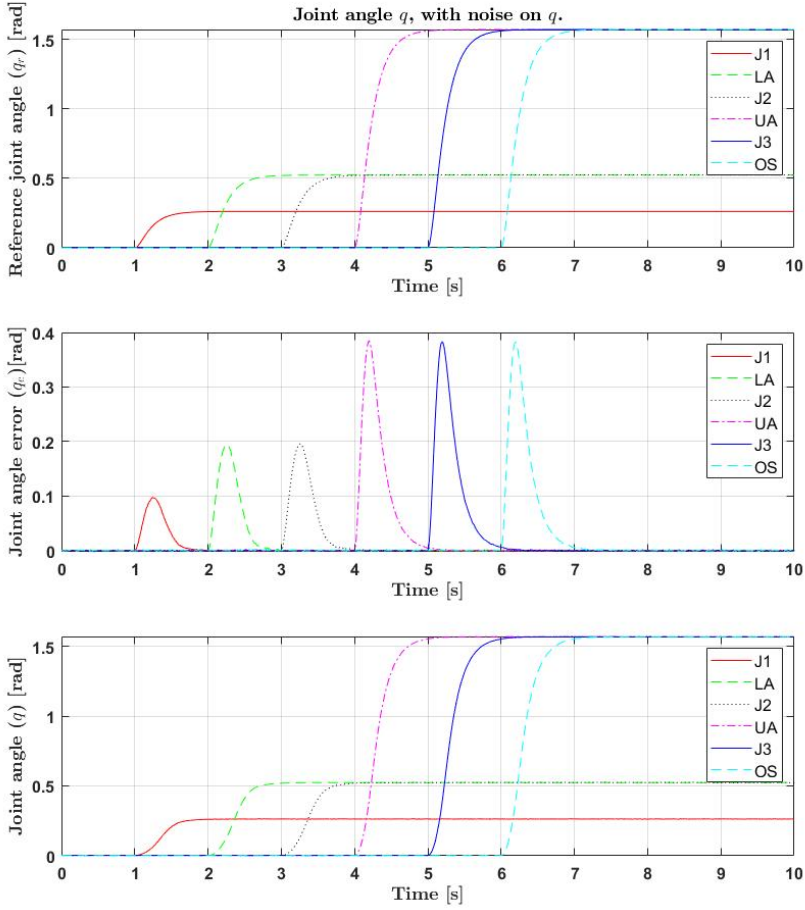 Joint angle q, with noise on q.
Reference joint angle (qr) [rad]
1.5
1
0.5
0
0 1 2 3 4 5 6 7 8 9 10
Time [s]
J1
LA
J2
UA
J3
OS
Joint angle error (qe)[rad]
0.4
0.3
0.2
0.1
0
0 1 2 3 4 5 6 7 8 9 10
Time [s]
J1
LA
J2
UA
J3
OS
Joint angle (q) [rad]
1.5
1
0.5
0
0 1 2 3 4 5 6 7 8 9 10
Time [s]
J1
LA
J2
UA
J3
OS